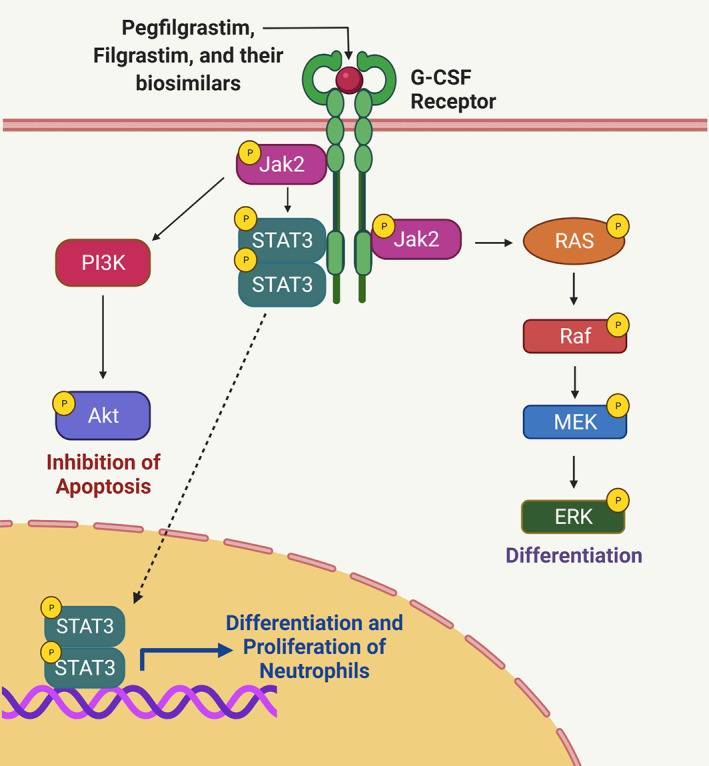 Pegfilgrastim,
Filgrastim, and their
biosimilars
G-CSF
Receptor
P
Jak2
P
STAT3
P
STAT3
P
Jak2
P
RAS
PI3K
P
Raf
P
Akt
P
MEK
Inhibition of
Apoptosis
P
ERK
Differentiation
P
STAT3
P
STAT3
Differentiation and
Proliferation of
Neutrophils